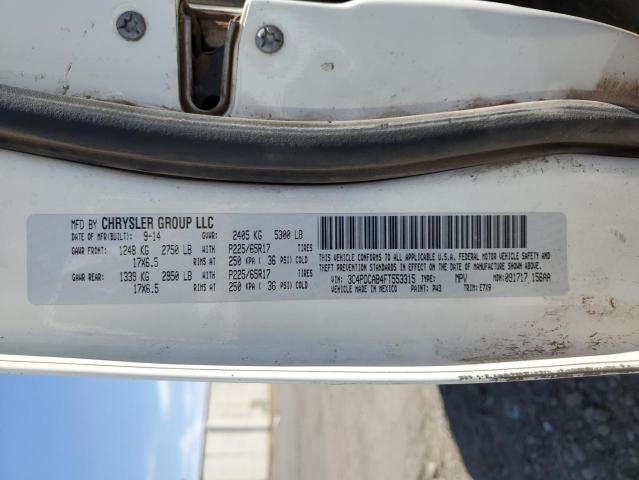 MFD BY CHRYSLER GROUP LLC
DATE OF MFR(BUILT): 9-14 GVWR: 2405 KG 5300 LB
GAWR FRONT: 1248 KG 2750 LB WITH P225/65R17 TIRES
17X6.5 RIMS AT 250 KPA ( 36 PSI) COLD
GAWR REAR: 1339 KG 2950 LB WITH P225/65R17 TIRES
17X6.5 RIMS AT 250 KPA ( 36 PSI) COLD
THIS VEHICLE CONFORMS TO ALL APPLICABLE U.S.A. FEDERAL MOTOR VEHICLE SAFETY AND
THEFT PREVENTION STANDARDS IN EFFECT ON THE DATE OF MANUFACTURE SHOWN ABOVE.
VIN: 3C4PDCAB4FT553315 TYPE: MPV MDH: 091717 156AA
VEHICLE MADE IN MEXICO PAINT: PW3 TRIM: E7X9